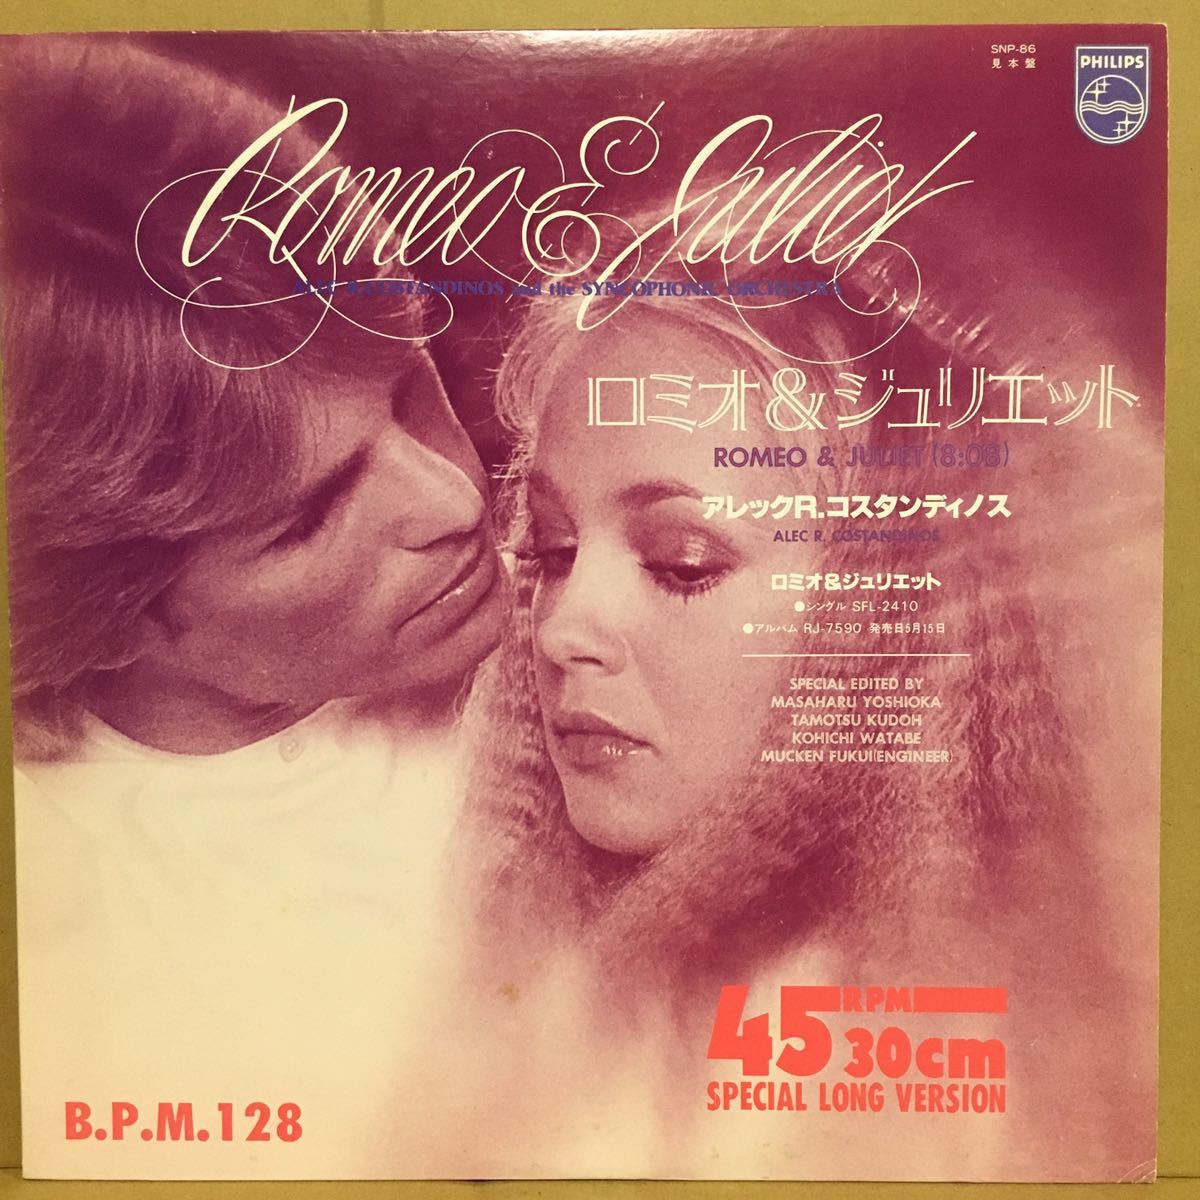 SNP-86
見本盤
PHILIPS
Romeo & Juliet
ALEC R. COSTANDINOS and the SYNCOPHONIC ORCHESTRA
ロミオ&ジュリエット
ROMEO & JULIET (8:08)
アレックR.コスタンディノス
ALEC R. COSTANDINOS
ロミオ&ジュリエット
●シングル SFL-2410
●アルバム RJ-7590 発売日5月15日
SPECIAL EDITED BY
MASAHARU YOSHIOKA
TAMOTSU KUDOH
KOHICHI WATABE
MUCKEN FUKUI(ENGINEER)
45 RPM
30cm
SPECIAL LONG VERSION
B.P.M.128